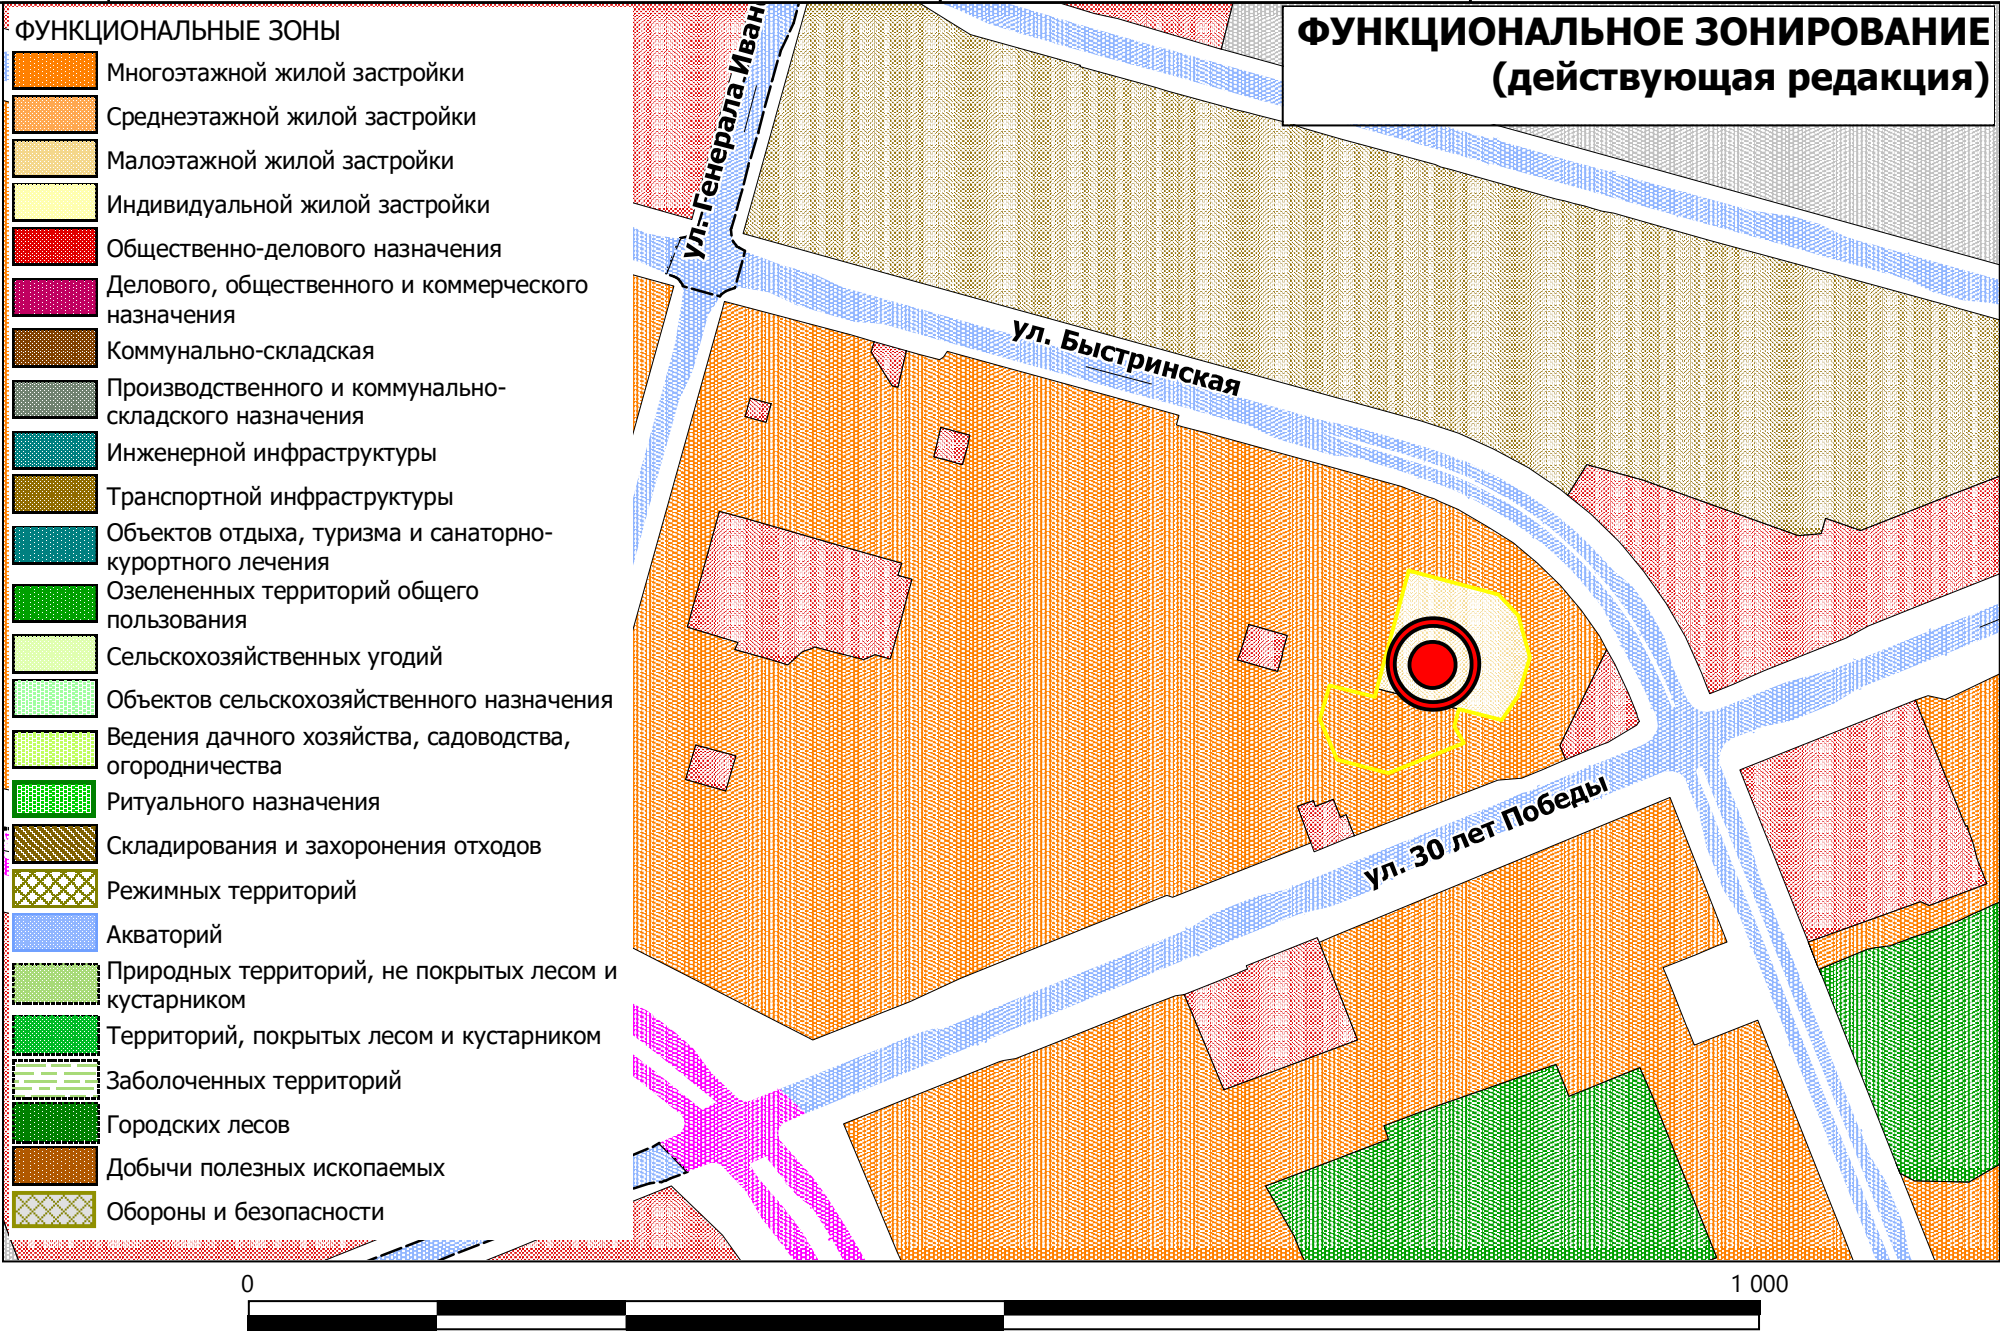 ФУНКЦИОНАЛЬНЫЕ ЗОНЫ
Многоэтажной жилой застройки
Среднеэтажной жилой застройки
Малоэтажной жилой застройки
Индивидуальной жилой застройки
Общественно-делового назначения
Делового, общественного и коммерческого
назначения
Коммунально-складская
Производственного и коммунально-
складского назначения
Инженерной инфраструктуры
Транспортной инфраструктуры
Объектов отдыха, туризма и санаторно-
курортного лечения
Озелененных территорий общего
пользования
Сельскохозяйственных угодий
Объектов сельскохозяйственного назначения
Ведения дачного хозяйства, садоводства,
огородничества
Ритуального назначения
Складирования и захоронения отходов
Режимных территорий
Акваторий
Природных территорий, не покрытых лесом и
кустарником
Территорий, покрытых лесом и кустарником
Заболоченных территорий
Городских лесов
Добычи полезных ископаемых
Обороны и безопасности
ФУНКЦИОНАЛЬНОЕ ЗОНИРОВАНИЕ
(действующая редакция)
ул. Генерала Иван
ул. Быстринская
ул. 30 лет Победы
0
1 000